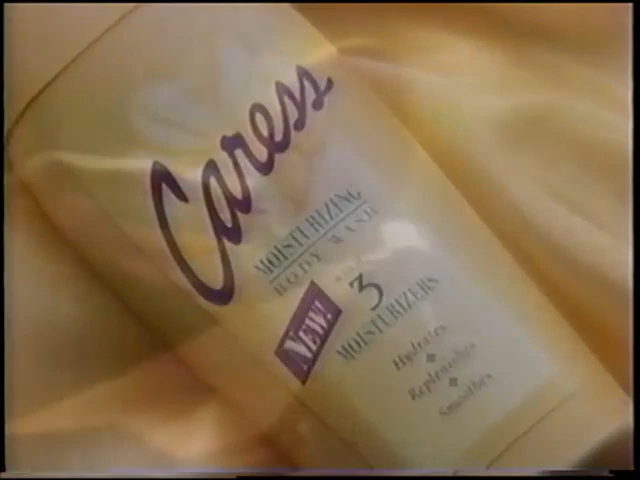 Caress
MOISTURIZING
BODY WASH
NEW!
3
MOISTURIZERS
Hydrates
Replenishes
Smoothes